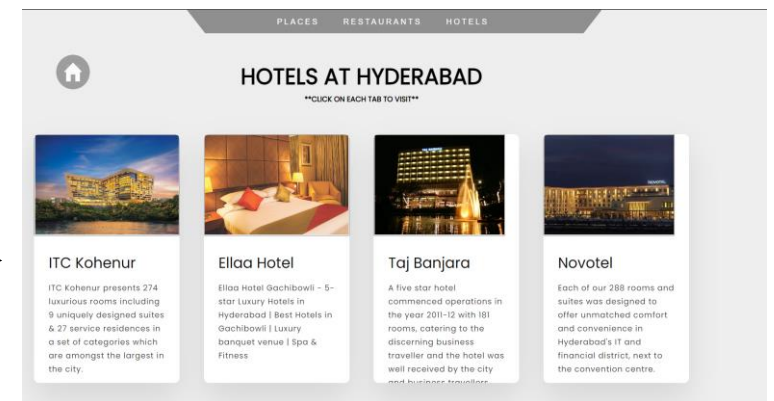 PLACES RESTAURANTS HOTELS
HOTELS AT HYDERABAD
**CLICK ON EACH TAB TO VISIT**
ITC Kohenur
ITC Kohenur presents 274
luxurious rooms including
9 uniquely designed suites
& 27 service residences in
a set of categories which
are amongst the largest in
the city.
Ellaa Hotel
Ellaa Hotel Gachibowli - 5-
star Luxury Hotels in
Hyderabad | Best Hotels in
Gachibowli | Luxury
banquet venue | Spa &
Fitness
Taj Banjara
A five star hotel
commenced operations in
the year 2011-12 with 181
rooms, catering to the
discerning business
traveller and the hotel was
well received by the city
and business travellers
Novotel
Each of our 288 rooms and
suites was designed to
offer unmatched comfort
and convenience in
Hyderabad's IT and
financial district, next to
the convention centre.